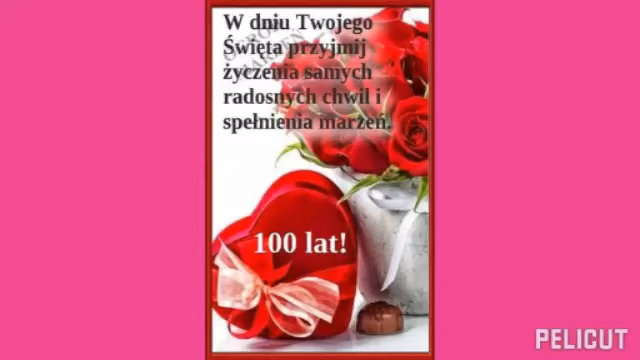 W dniu Twojego
Święta przyjmij
życzenia samych
radosnych chwil i
spełnienia marzeń.
100 lat!
PELICUT